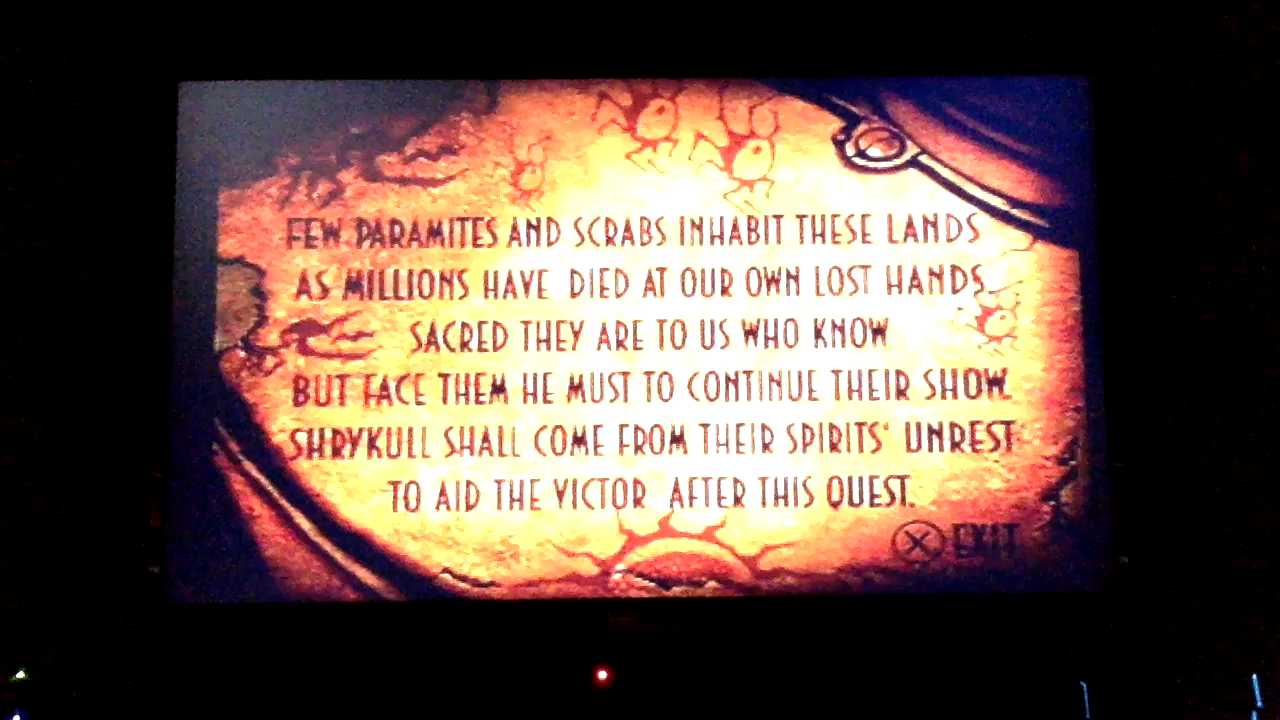 FEW PARAMITES AND SCRABS INHABIT THESE LANDS
AS MILLIONS HAVE DIED AT OUR OWN LOST HANDS.
SACRED THEY ARE TO US WHO KNOW
BUT FACE THEM HE MUST TO CONTINUE THEIR SHOW.
SHRYKULL SHALL COME FROM THEIR SPIRITS' UNREST
TO AID THE VICTOR AFTER THIS QUEST.
EXIT